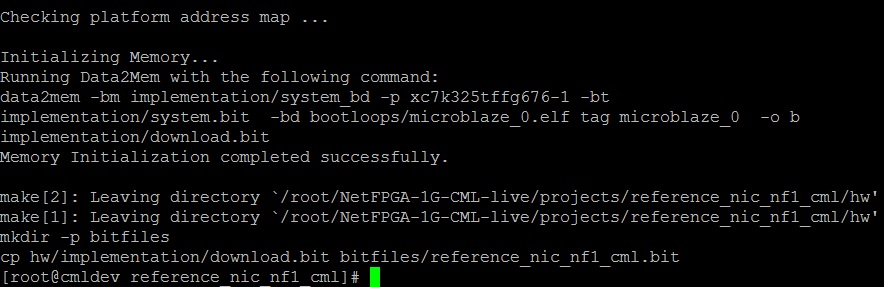 Checking platform address map ...
Initializing Memory...
Running Data2Mem with the following command:
data2mem -bm implementation/system_bd -p xc7k325tffg676-1 -bt
implementation/system.bit  -bd bootloops/microblaze_0.elf tag microblaze_0  -o b
implementation/download.bit
Memory Initialization completed successfully.
make[2]: Leaving directory `/root/NetFPGA-1G-CML-live/projects/reference_nic_nf1_cml/hw'
make[1]: Leaving directory `/root/NetFPGA-1G-CML-live/projects/reference_nic_nf1_cml/hw'
mkdir -p bitfiles
cp hw/implementation/download.bit bitfiles/reference_nic_nf1_cml.bit
[root@cmldev reference_nic_nf1_cml]#